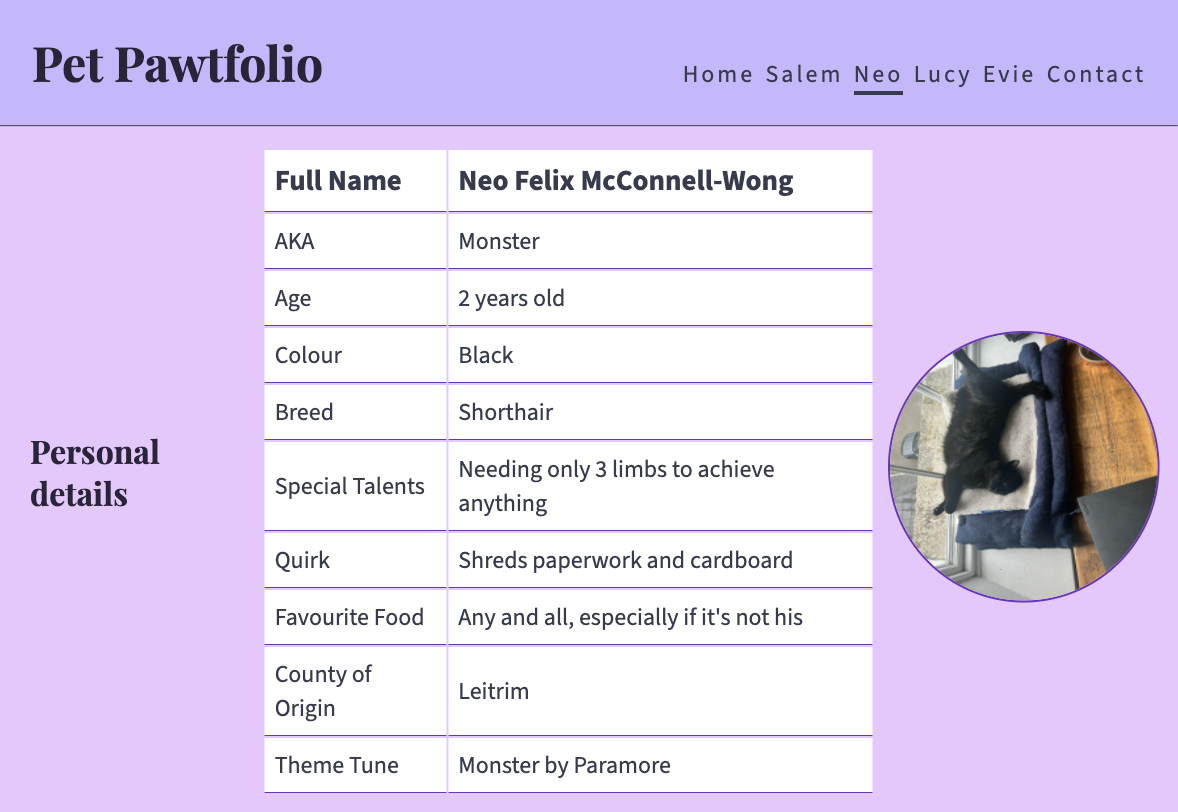 Pet Pawtfolio
Home Salem Neo Lucy Evie Contact
Personal
details
Full Name Neo Felix McConnell-Wong
AKA Monster
Age 2 years old
Colour Black
Breed Shorthair
Special Talents Needing only 3 limbs to achieve
anything
Quirk Shreds paperwork and cardboard
Favourite Food Any and all, especially if it's not his
County of
Origin Leitrim
Theme Tune Monster by Paramore